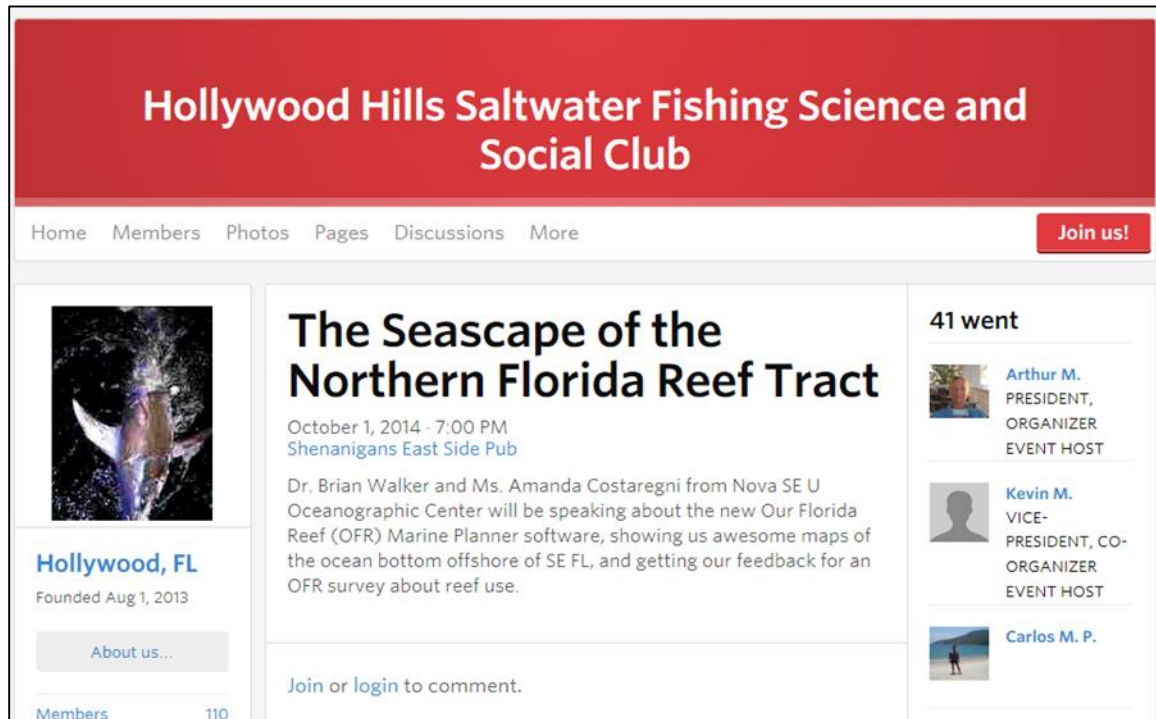 Hollywood Hills Saltwater Fishing Science and
Social Club
Home Members Photos Pages Discussions More
Join us!
Hollywood, FL
Founded Aug 1, 2013
About us...
Members 110
The Seascape of the
Northern Florida Reef Tract
October 1, 2014 · 7:00 PM
Shenanigans East Side Pub
Dr. Brian Walker and Ms. Amanda Costaregni from Nova SE U
Oceanographic Center will be speaking about the new Our Florida
Reef (OFR) Marine Planner software, showing us awesome maps of
the ocean bottom offshore of SE FL, and getting our feedback for an
OFR survey about reef use.
Join or login to comment.
41 went
Arthur M.
PRESIDENT,
ORGANIZER
EVENT HOST
Kevin M.
VICE-
PRESIDENT, CO-
ORGANIZER
EVENT HOST
Carlos M. P.